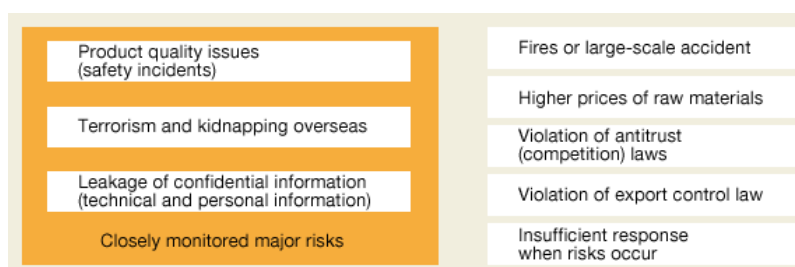 Product quality issues
(safety incidents)
Terrorism and kidnapping overseas
Leakage of confidential information
(technical and personal information)
Closely monitored major risks
Fires or large-scale accident
Higher prices of raw materials
Violation of antitrust
(competition) laws
Violation of export control law
Insufficient response
when risks occur